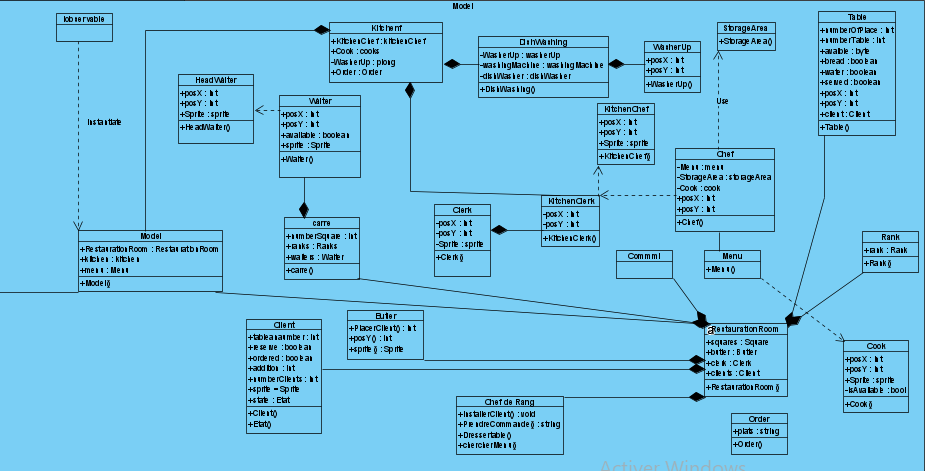 Model
Iobservable
Instantiate
HeadWaiter
+posX : int
+posY : int
+Sprite : sprite
+HeadWaiter()
Waiter
+posX : int
+posY : int
+available : boolean
+sprite : Sprite
+Waiter()
Kitchenf
+KitchenChef : kitchenChef
+Cook : cooks
-WasherUp : plong
+Order : Order
DishWashing
-WasherUp : washerUp
-washingMachine : washingMachine
-dishWasher : dishWasher
+DishWashing()
WasherUp
+posX : int
+posY : int
+WasherUp()
StorageArea
+StorageArea()
Use
Table
+numberOfPlace : int
+numberTable : int
+availble : byte
+bread : boolean
+water : boolean
+served : boolean
+posX : int
+posY : int
+client : Client
+Table()
KitchenChef
+posX : int
+posY : int
+Sprite : sprite
+KitchenChef()
Chef
-Menu : menu
-StorageArea : storageArea
-Cook : cook
+posX : int
+posY : int
+Chef()
KitchenClerk
-posX : int
+posY : int
+KitchenClerk()
Clerk
-posX : int
-posY : int
-Sprite : sprite
+Clerk()
carre
+numberSquare : int
+ranks : Ranks
+waiters : Waiter
+carre()
Model
+RestaurationRoom : RestaurationRoom
+kitchen : kitchen
+menu : Menu
+Model()
Commmi
Menu
+Menu()
Rank
+rank : Rank
+Rank()
RestaurationRoom
+squares : Square
+butler : Butler
+clerk : Clerk
+clients : Client
+RestaurationRoom()
Butler
+PlacerClient() : int
+posY() : int
+sprite() : Sprite
Client
+tableanumber : int
+reserve : boolean
+ordered : boolean
+addition : int
+numberClients : int
+sprite = Sprite
+state : Etat
+Client()
+Etat()
Chef de Rang
+installerClient() : void
+PrendreCommande() : string
+Dressertable()
+chercherMenu()
Cook
+posX : int
+posY : int
+Sprite : sprite
-isAvailable : bool
+Cook()
Order
+plats : string
+Order()
Activer Windows